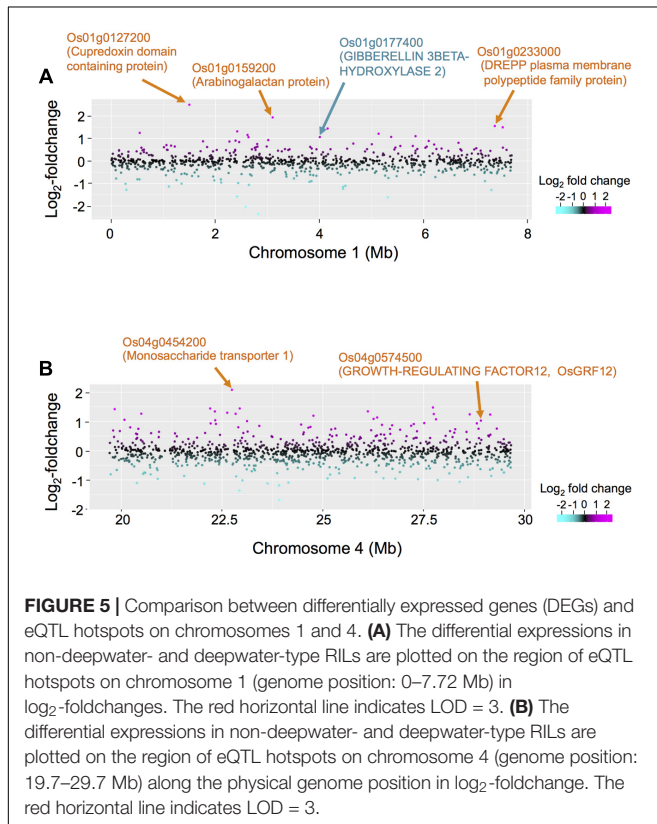 Os01g0127200
(Cupredoxin domain
containing protein)
Os01g0159200
(Arabinogalactan protein)
Os01g0177400
(GIBBERELLIN 3BETA-
HYDROXYLASE 2)
Os01g0233000
(DREPP plasma membrane
polypeptide family protein)
A
Log2-foldchange
2
1
0
-1
-2
0 2 4 6 8
Chromosome 1 (Mb)
Log2 fold change
-2 -1 0 1 2
Os04g0454200
(Monosaccharide transporter 1)
Os04g0574500
(GROWTH-REGULATING FACTOR12, OsGRF12)
B
Log2-foldchange
2
1
0
-1
-2
20 22.5 25 27.5 30
Chromosome 4 (Mb)
Log2 fold change
-2 -1 0 1 2
FIGURE 5 | Comparison between differentially expressed genes (DEGs) and
eQTL hotspots on chromosomes 1 and 4. (A) The differential expressions in
non-deepwater- and deepwater-type RILs are plotted on the region of eQTL
hotspots on chromosome 1 (genome position: 0–7.72 Mb) in
log2-foldchanges. The red horizontal line indicates LOD = 3. (B) The
differential expressions in non-deepwater- and deepwater-type RILs are
plotted on the region of eQTL hotspots on chromosome 4 (genome position:
19.7–29.7 Mb) along the physical genome position in log2-foldchange. The
red horizontal line indicates LOD = 3.